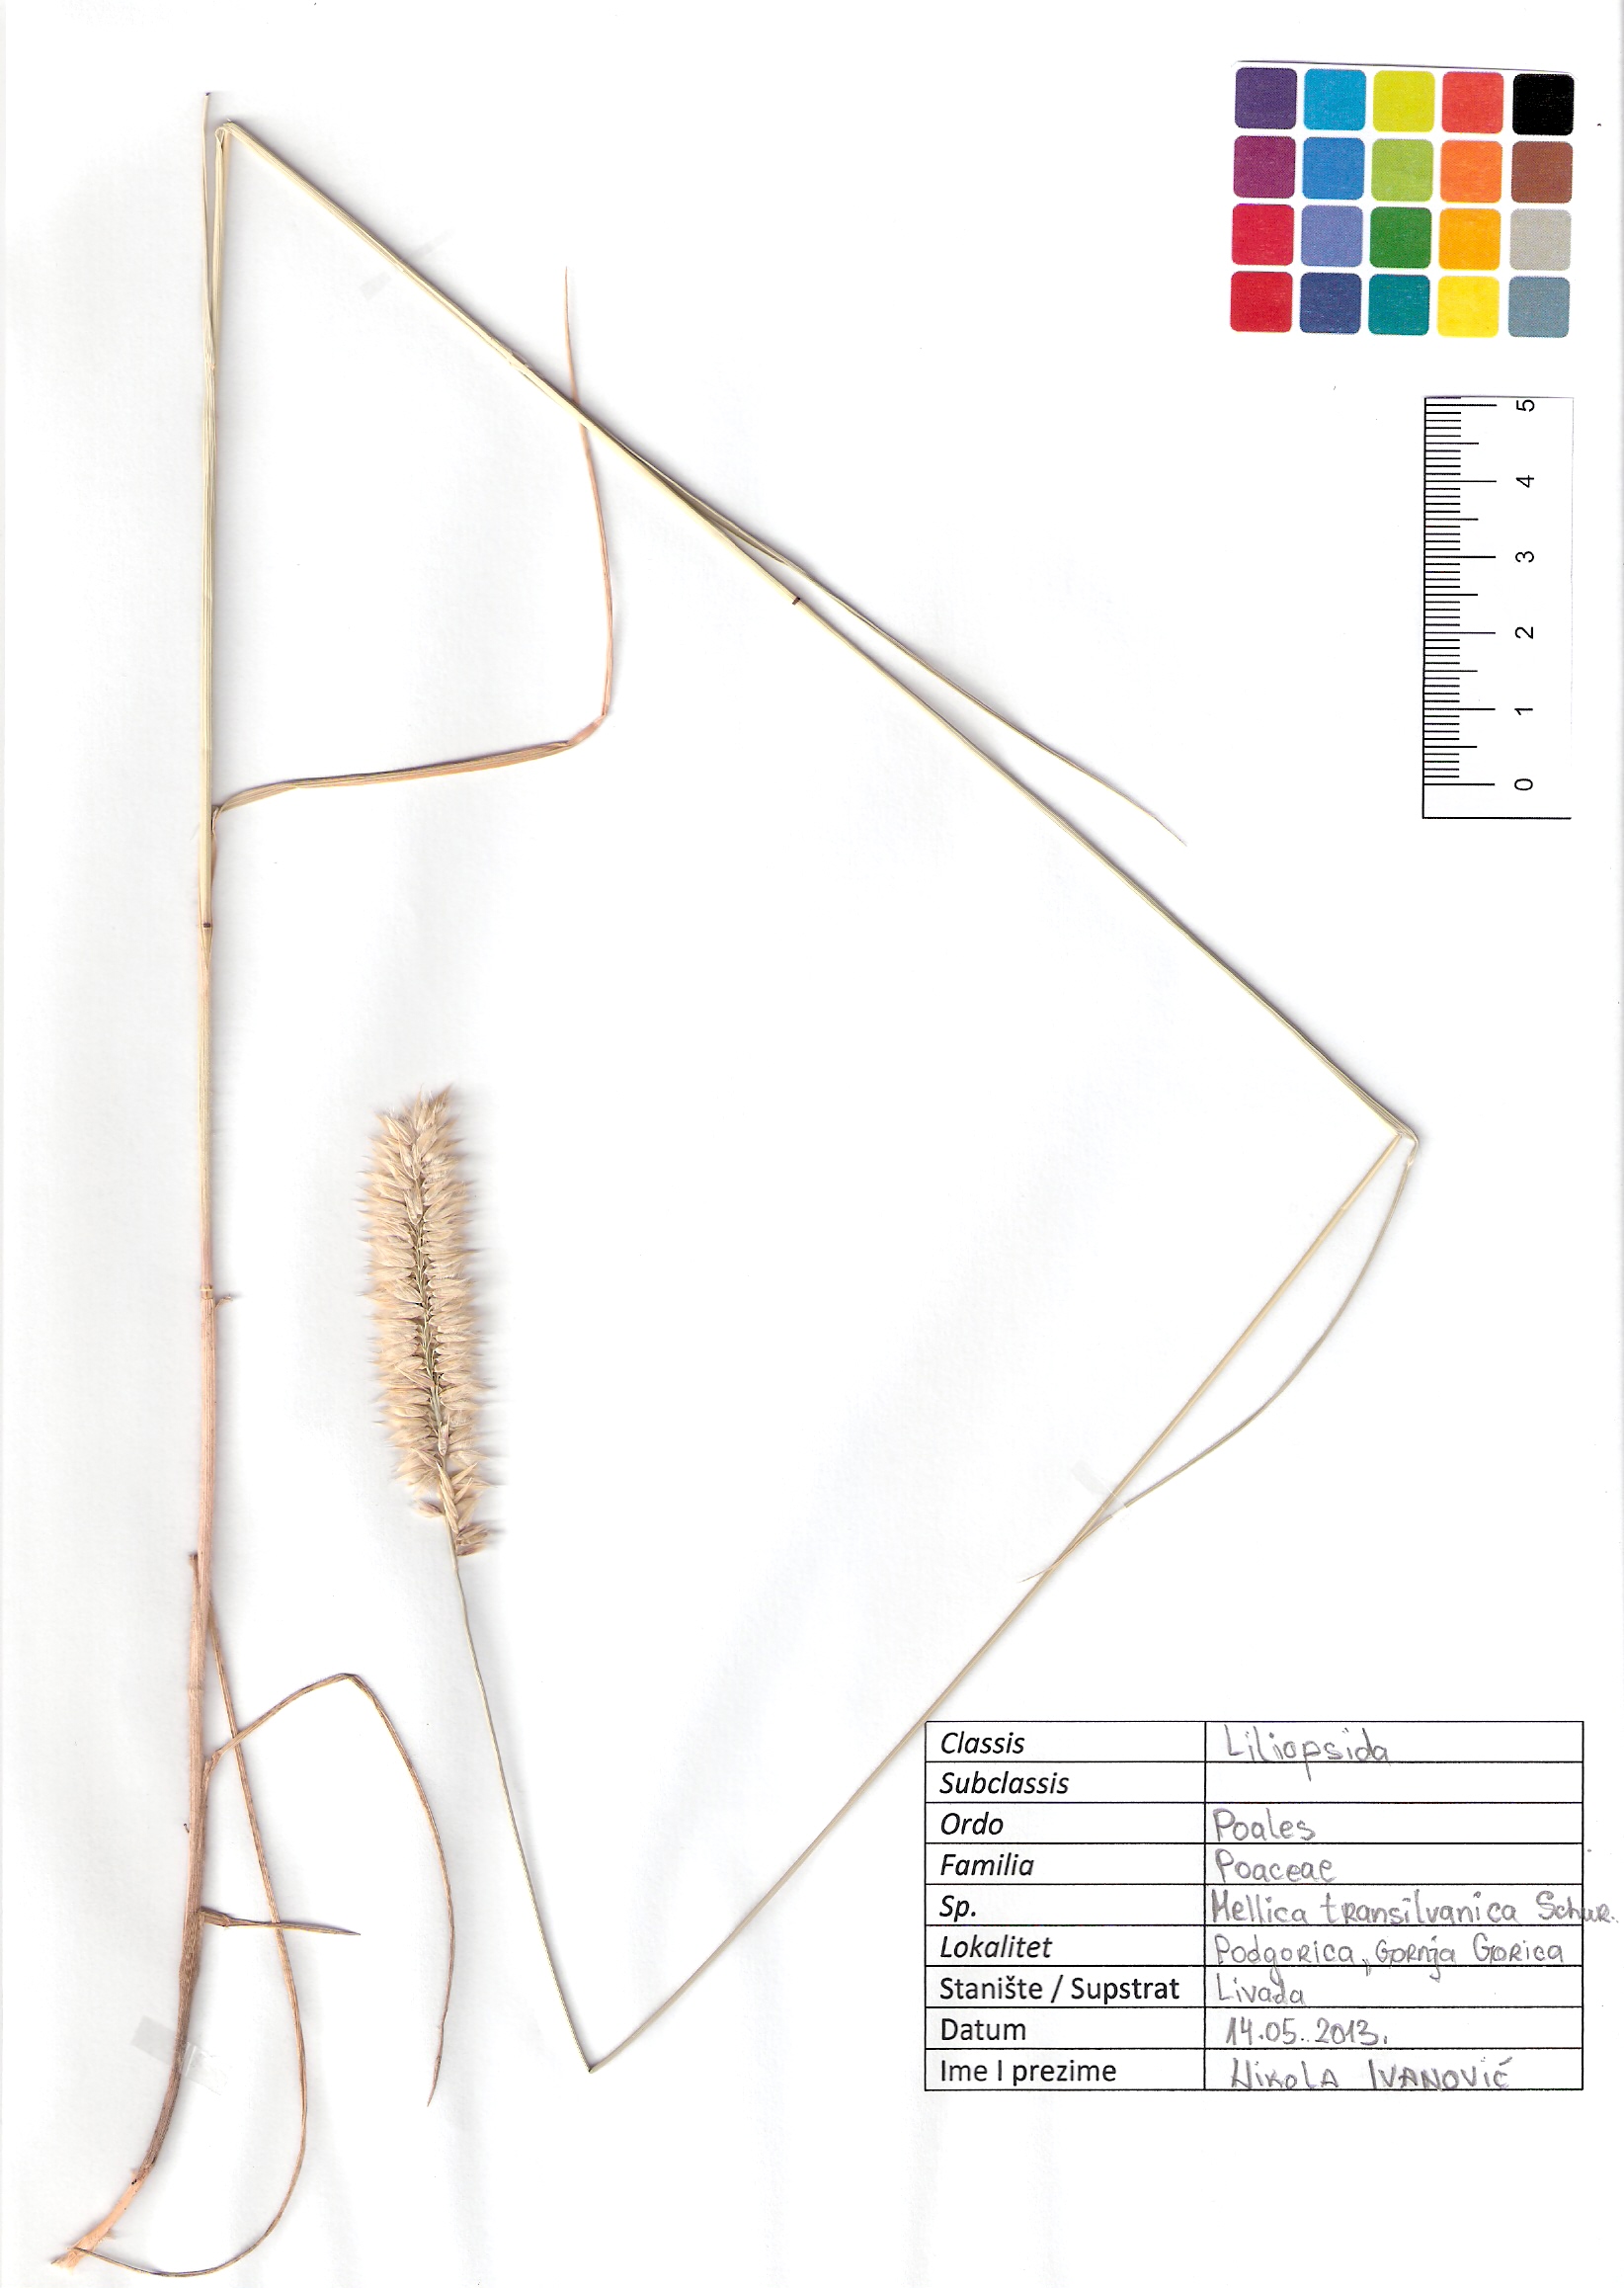 5
4
3
2
1
0
Classis Liliopsida
Subclassis
Ordo Poales
Familia Poaceae
Sp. Mellica transilvanica Schur.
Lokalitet Podgorica, Gornja Gorica
Stanište / Supstrat Livada
Datum 14.05.2013.
Ime I prezime Nikola IVANOVIĆ